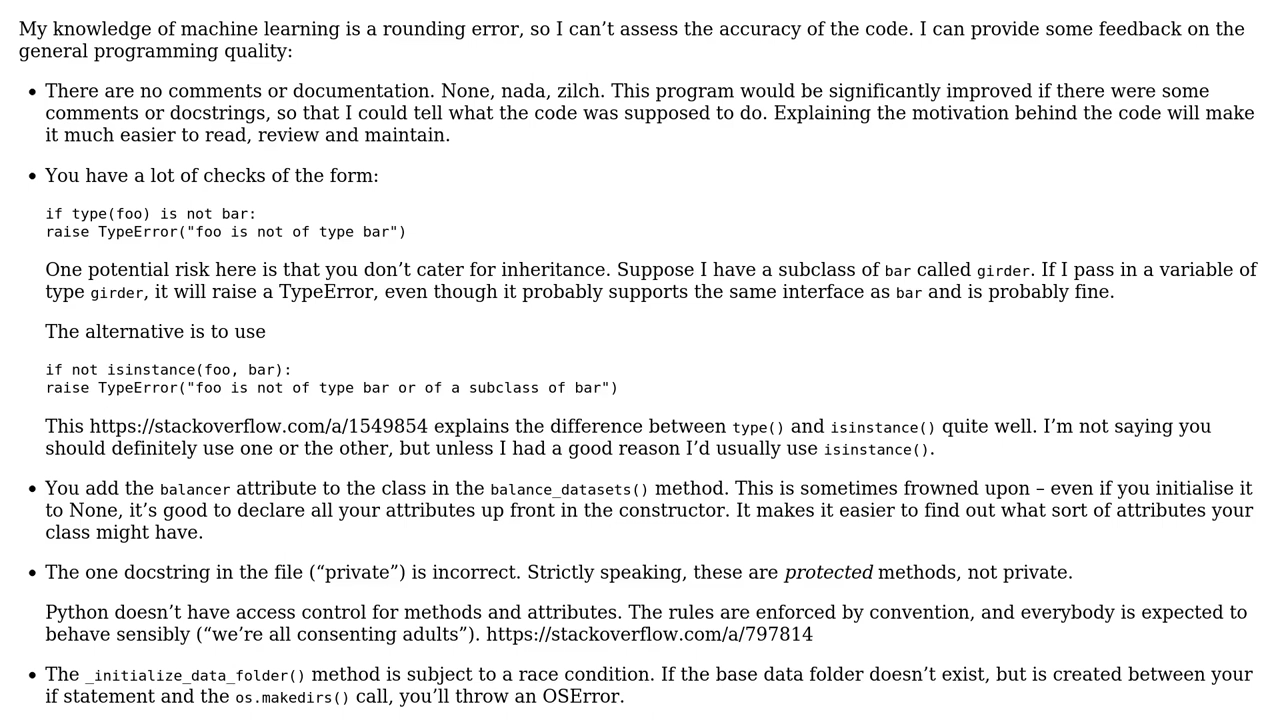 My knowledge of machine learning is a rounding error, so I can’t assess the accuracy of the code. I can provide some feedback on the
general programming quality:
• There are no comments or documentation. None, nada, zilch. This program would be significantly improved if there were some
comments or docstrings, so that I could tell what the code was supposed to do. Explaining the motivation behind the code will make
it much easier to read, review and maintain.
• You have a lot of checks of the form:
if type(foo) is not bar:
raise TypeError("foo is not of type bar")
One potential risk here is that you don’t cater for inheritance. Suppose I have a subclass of bar called girder. If I pass in a variable of
type girder, it will raise a TypeError, even though it probably supports the same interface as bar and is probably fine.
The alternative is to use
if not isinstance(foo, bar):
raise TypeError("foo is not of type bar or of a subclass of bar")
This https://stackoverflow.com/a/1549854 explains the difference between type() and isinstance() quite well. I’m not saying you
should definitely use one or the other, but unless I had a good reason I’d usually use isinstance().
• You add the balancer attribute to the class in the balance_datasets() method. This is sometimes frowned upon – even if you initialise it
to None, it’s good to declare all your attributes up front in the constructor. It makes it easier to find out what sort of attributes your
class might have.
• The one docstring in the file (“private”) is incorrect. Strictly speaking, these are protected methods, not private.
Python doesn’t have access control for methods and attributes. The rules are enforced by convention, and everybody is expected to
behave sensibly (“we’re all consenting adults”). https://stackoverflow.com/a/797814
• The _initialize_data_folder() method is subject to a race condition. If the base data folder doesn’t exist, but is created between your
if statement and the os.makedirs() call, you’ll throw an OSError.